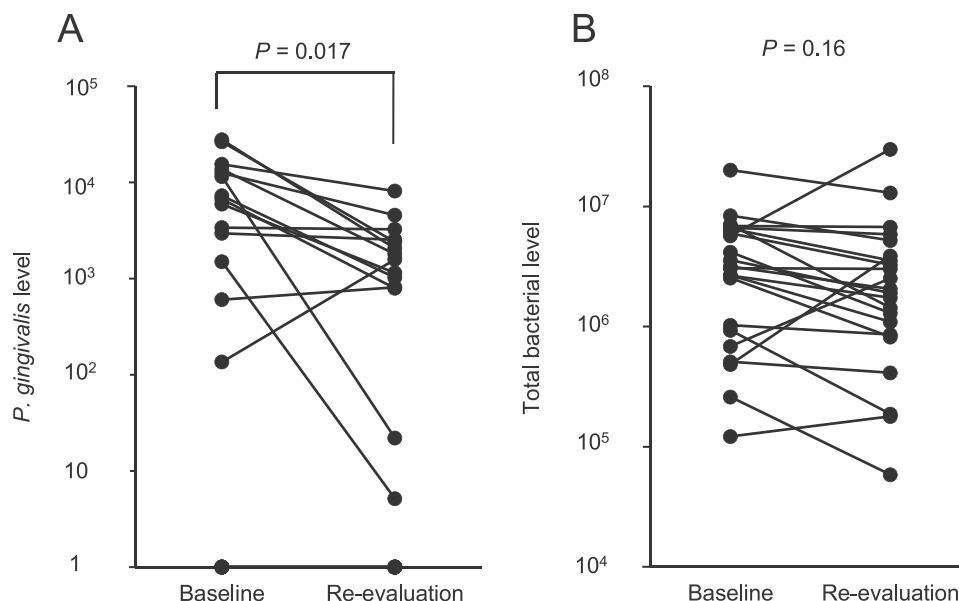 A
P = 0.017
10⁵
10⁴
10³
10²
10
1
P. gingivalis level
Baseline
Re-evaluation
B
P = 0.16
10⁸
10⁷
10⁶
10⁵
10⁴
Total bacterial level
Baseline
Re-evaluation